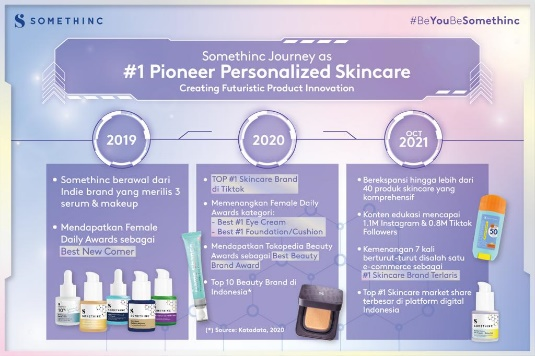 SOMETHINC
#BeYouBeSomethinc
Somethinc Journey as
#1 Pioneer Personalized Skincare
Creating Futuristic Product Innovation
2019
• Somethinc berawal dari
Indie brand yang merilis 3
serum & makeup
• Mendapatkan Female
Daily Awards sebagai
Best New Comer
2020
• TOP #1 Skincare Brand
di Tiktok
• Memenangkan Female Daily
Awards kategori:
- Best #1 Eye Cream
- Best #1 Foundation/Cushion
• Mendapatkan Tokopedia Beauty
Awards sebagai Best Beauty
Brand Award
• Top 10 Beauty Brand di
Indonesia*
(*) Source: Katadata, 2020
OCT
2021
• Berekspansi hingga lebih dari
40 produk skincare yang
komprehensif
• Konten edukasi mencapai
1.1M Instagram & 0.8M Tiktok
Followers
• Kemenangan 7 kali
berturut-turut disalah satu
e-commerce sebagai
#1 Skincare Brand Terlaris
• Top #1 Skincare market share
terbesar di platform digital
Indonesia
50